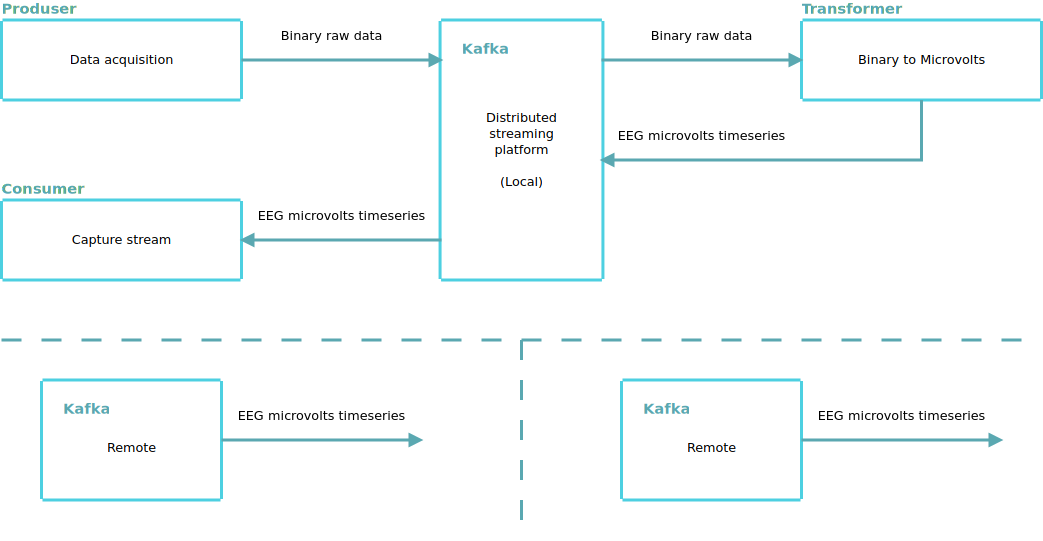 Produser
Transformer
Data acquisition
Binary raw data
Kafka
Distributed
streaming
platform
(Local)
Binary raw data
Binary to Microvolts
EEG microvolts timeseries
Consumer
Capture stream
EEG microvolts timeseries
Kafka
Remote
EEG microvolts timeseries
Kafka
Remote
EEG microvolts timeseries